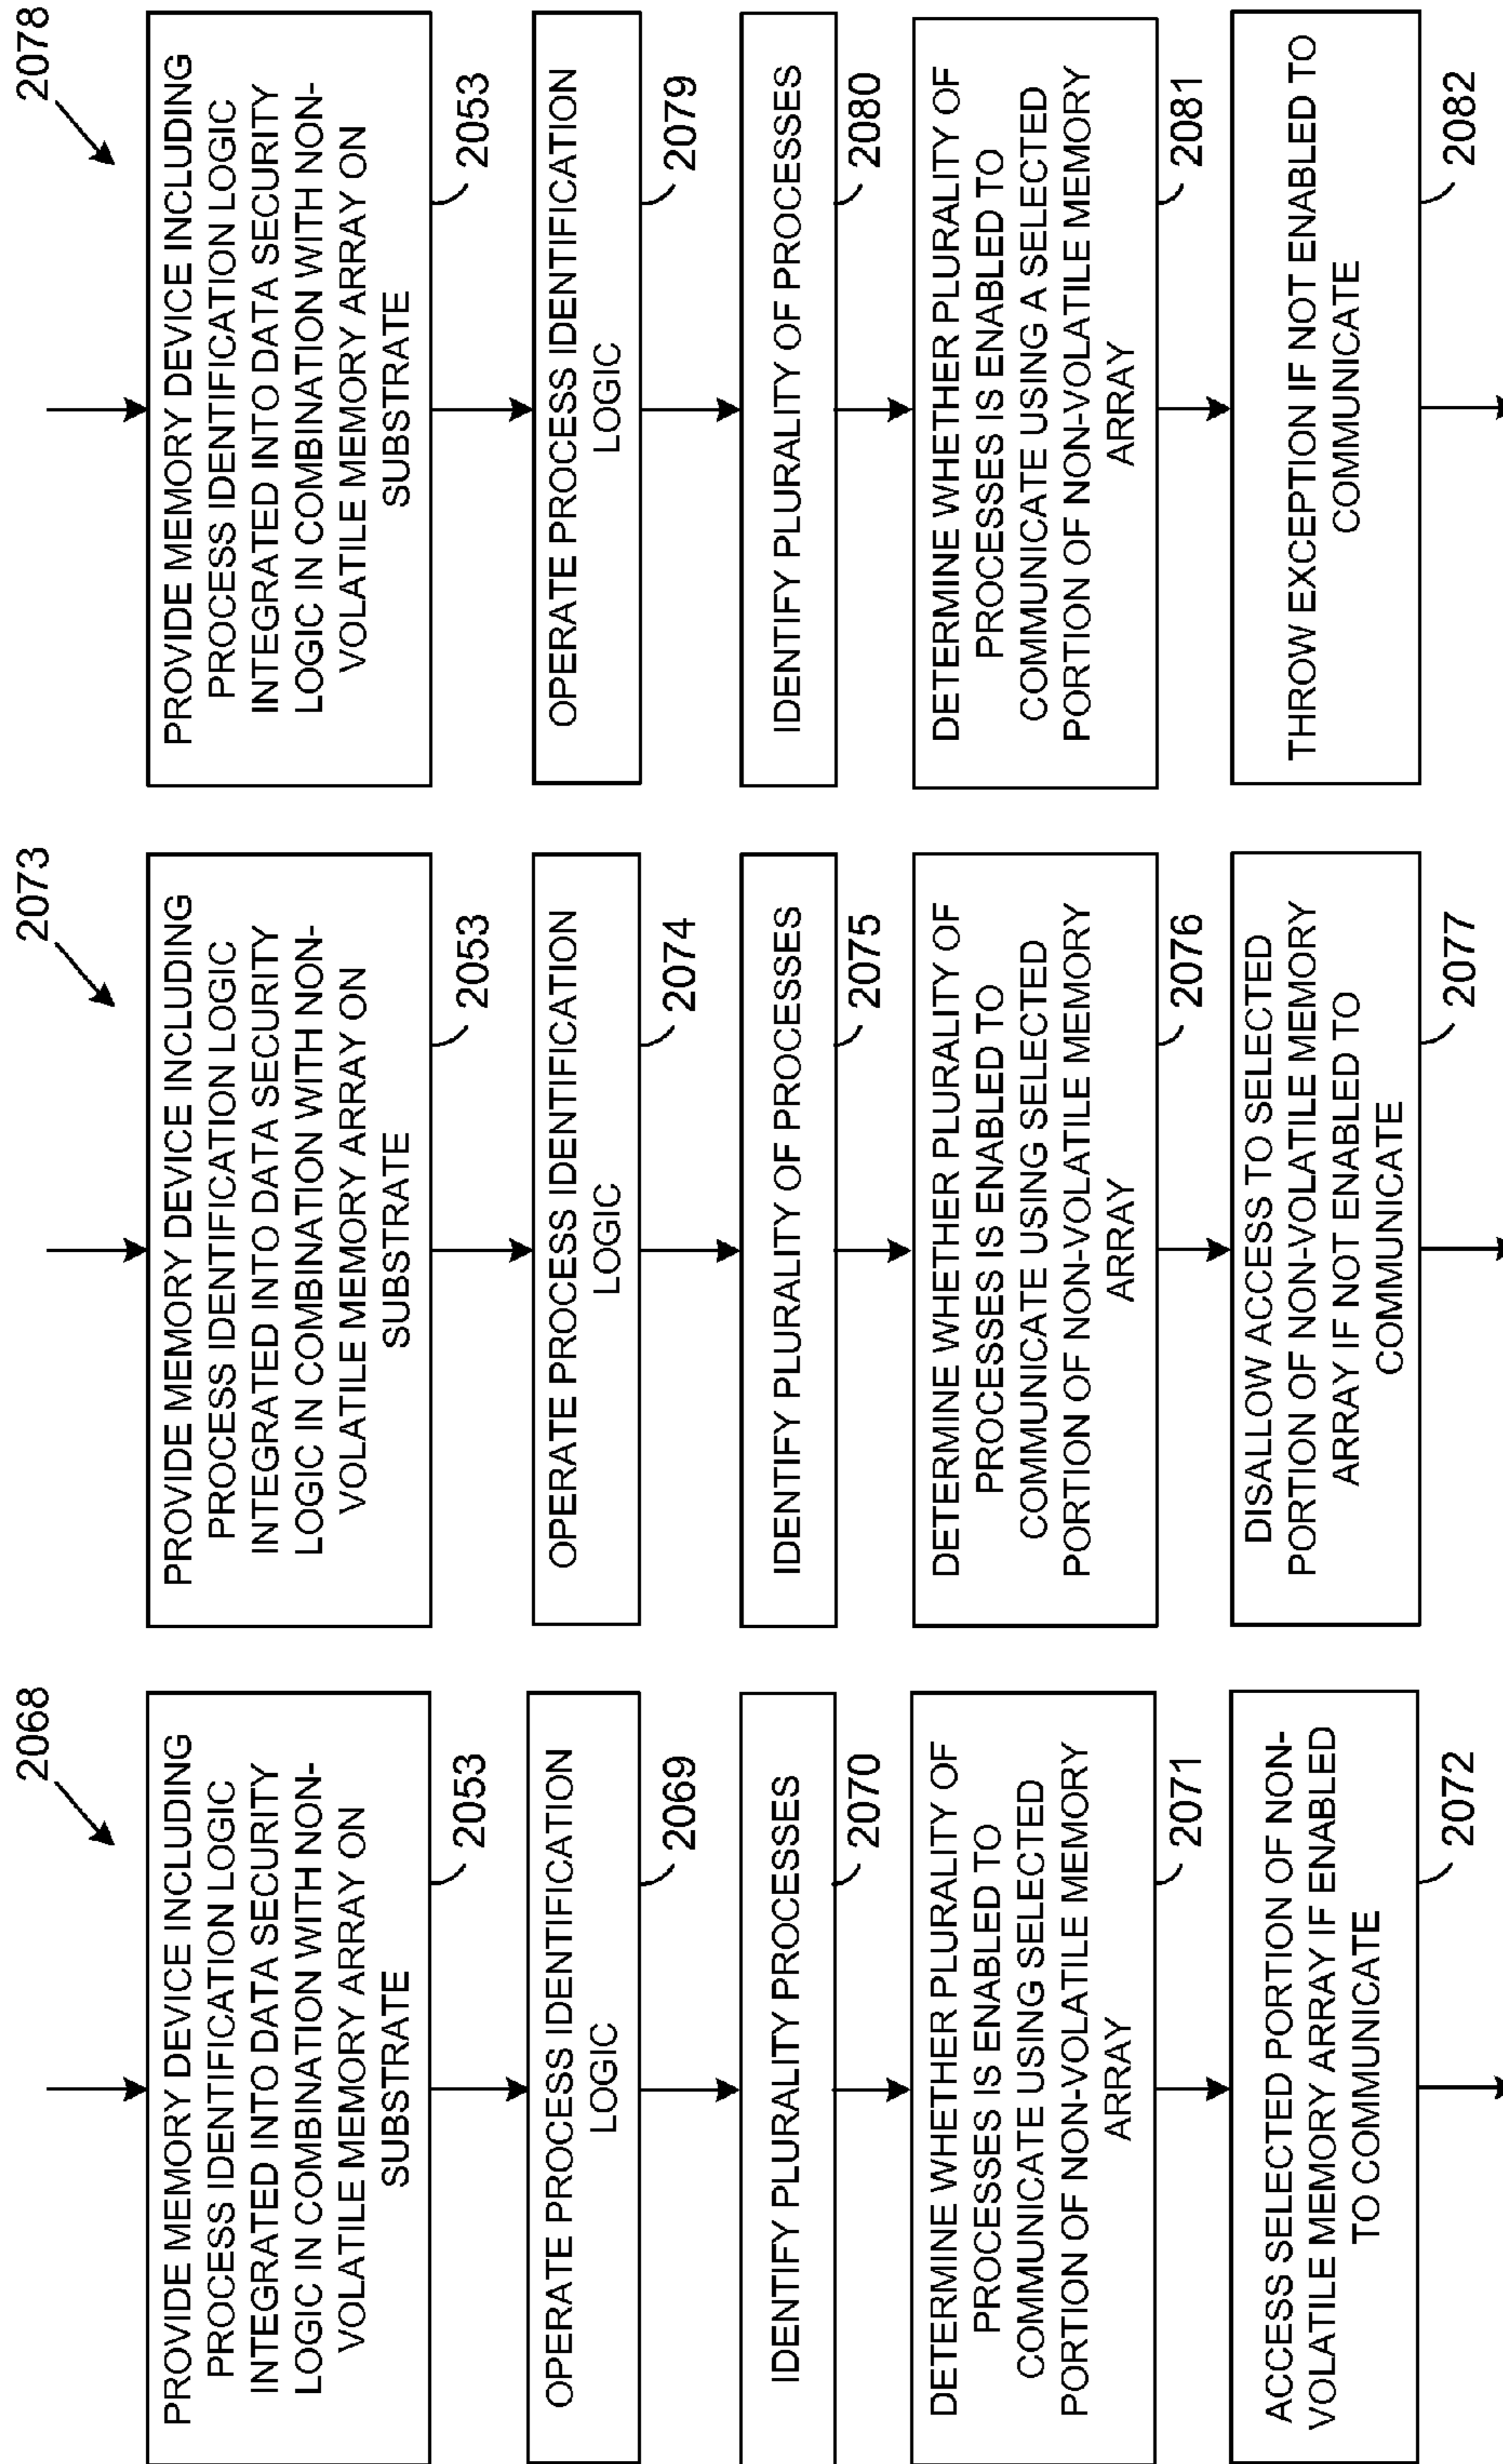 2068
PROVIDE MEMORY DEVICE INCLUDING
PROCESS IDENTIFICATION LOGIC
INTEGRATED INTO DATA SECURITY
LOGIC IN COMBINATION WITH NON-
VOLATILE MEMORY ARRAY ON
SUBSTRATE
2053
OPERATE PROCESS IDENTIFICATION
LOGIC
2069
IDENTIFY PLURALITY PROCESSES
2070
DETERMINE WHETHER PLURALITY OF
PROCESSES IS ENABLED TO
COMMUNICATE USING SELECTED
PORTION OF NON-VOLATILE MEMORY
ARRAY
2071
ACCESS SELECTED PORTION OF NON-
VOLATILE MEMORY ARRAY IF ENABLED
TO COMMUNICATE
2072
2073
PROVIDE MEMORY DEVICE INCLUDING
PROCESS IDENTIFICATION LOGIC
INTEGRATED INTO DATA SECURITY
LOGIC IN COMBINATION WITH NON-
VOLATILE MEMORY ARRAY ON
SUBSTRATE
2053
OPERATE PROCESS IDENTIFICATION
LOGIC
2074
IDENTIFY PLURALITY OF PROCESSES
2075
DETERMINE WHETHER PLURALITY OF
PROCESSES IS ENABLED TO
COMMUNICATE USING SELECTED
PORTION OF NON-VOLATILE MEMORY
ARRAY
2076
DISALLOW ACCESS TO SELECTED
PORTION OF NON-VOLATILE MEMORY
ARRAY IF NOT ENABLED TO
COMMUNICATE
2077
2078
PROVIDE MEMORY DEVICE INCLUDING
PROCESS IDENTIFICATION LOGIC
INTEGRATED INTO DATA SECURITY
LOGIC IN COMBINATION WITH NON-
VOLATILE MEMORY ARRAY ON
SUBSTRATE
2053
OPERATE PROCESS IDENTIFICATION
LOGIC
2079
IDENTIFY PLURALITY OF PROCESSES
2080
DETERMINE WHETHER PLURALITY OF
PROCESSES IS ENABLED TO
COMMUNICATE USING A SELECTED
PORTION OF NON-VOLATILE MEMORY
ARRAY
2081
THROW EXCEPTION IF NOT ENABLED TO
COMMUNICATE
2082